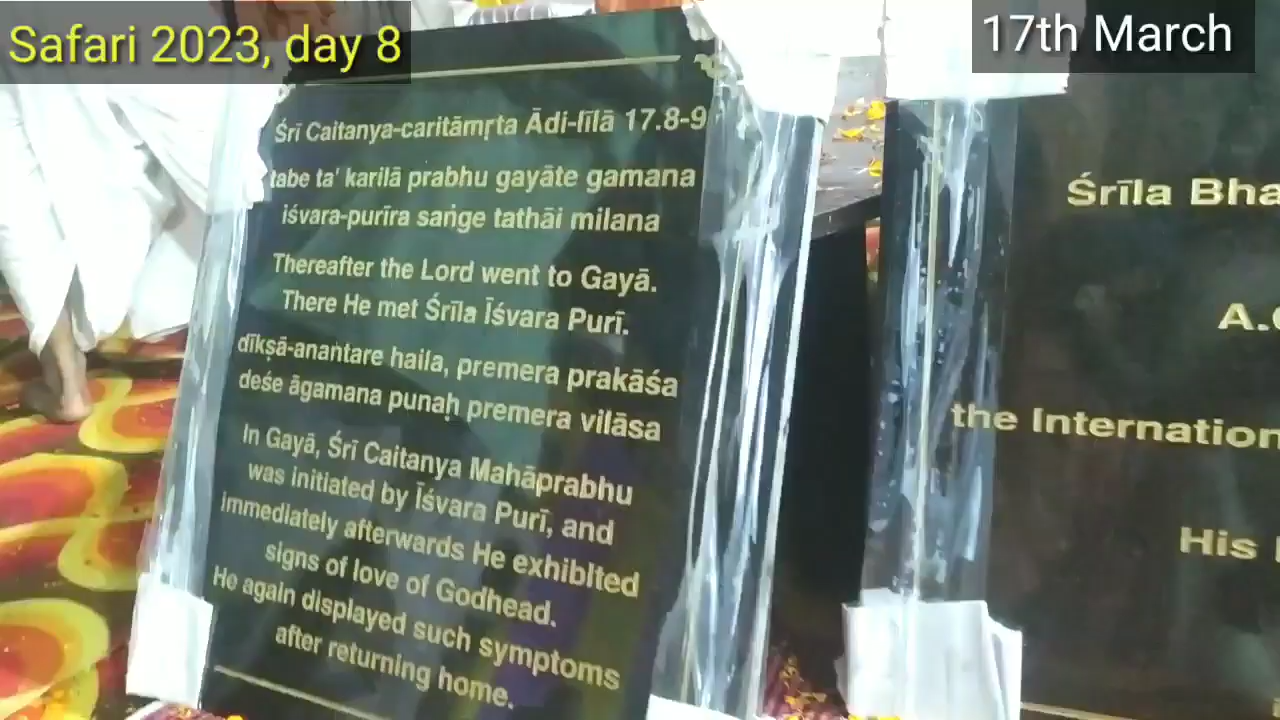 Safari 2023, day 8
17th March
Śrī Caitanya-caritāmṛta Ādi-līlā 17.8-9
tabe ta' karilā prabhu gayāte gamana
iśvara-purīra saṅge tathāi milana
Thereafter the Lord went to Gayā.
There He met Śrīla Īśvara Purī.
dīkṣā-anantare haila, premera prakāśa
deśe āgamana punaḥ premera vilāsa
In Gayā, Śrī Caitanya Mahāprabhu
was initiated by Īśvara Purī, and
immediately afterwards He exhibited
signs of love of Godhead.
He again displayed such symptoms
after returning home.
Śrīla
the
His